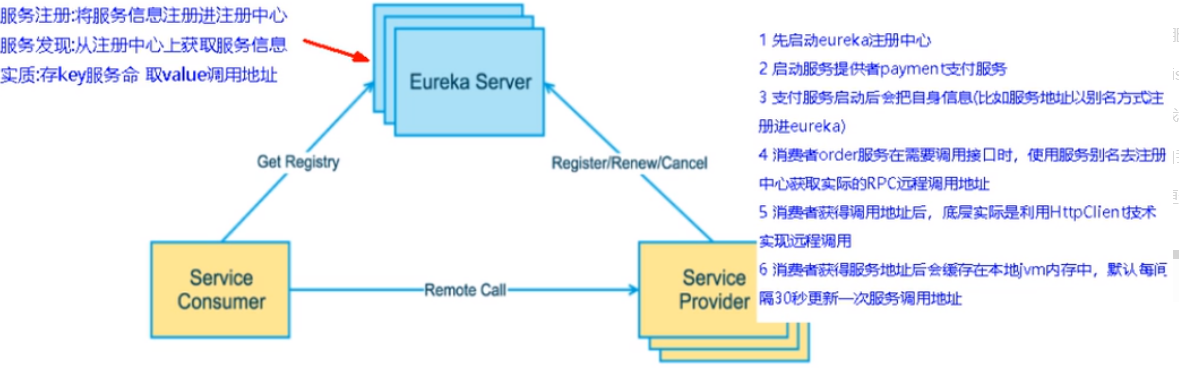 服务注册:将服务信息注册进注册中心
服务发现:从注册中心上获取服务信息
实质:存key服务命 取value调用地址
Eureka Server
Get Registry
Register/Renew/Cancel
Service
Consumer
Remote Call
Service
Provider
1 先启动eureka注册中心
2 启动服务提供者payment支付服务
3 支付服务启动后会把自身信息(比如服务地址以别名方式注
册进eureka)
4 消费者order服务在需要调用接口时，使用服务别名去注册
中心获取实际的RPC远程调用地址
5 消费者获得调用地址后，底层实际是利用HttpClient技术
实现远程调用
6 消费者获得服务地址后会缓存在本地jvm内存中，默认每间
隔30秒更新一次服务调用地址